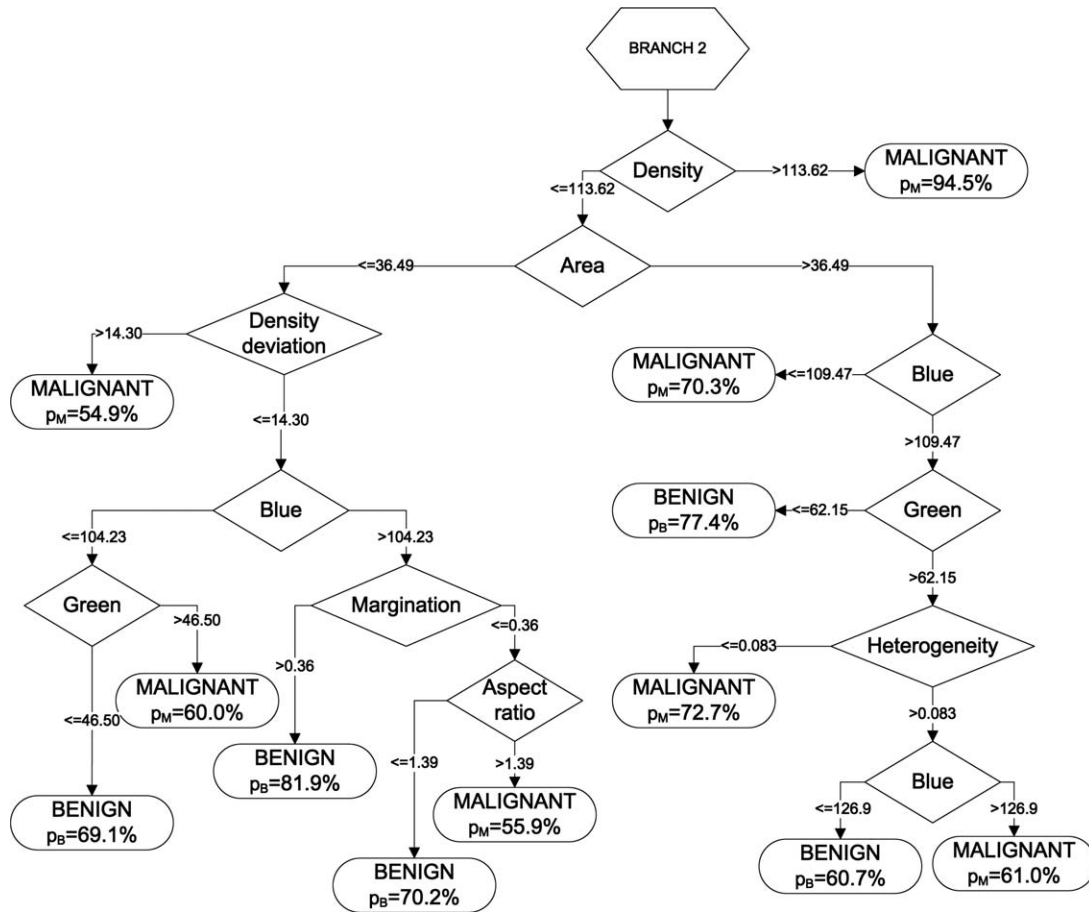 BRANCH 2
Density
>113.62
MALIGNANT
pM=94.5%
<=113.62
<=36.49
Area
>36.49
Density
deviation
>14.30
MALIGNANT
pM=54.9%
<=14.30
MALIGNANT
pM=70.3%
<=109.47
Blue
>109.47
Blue
BENIGN
pB=77.4%
<=62.15
Green
<=104.23
>104.23
>62.15
Green
>46.50
MALIGNANT
pM=60.0%
<=46.50
BENIGN
pB=69.1%
Margination
>0.36
BENIGN
pB=81.9%
<=0.36
Aspect
ratio
<=1.39
BENIGN
pB=70.2%
>1.39
MALIGNANT
pM=55.9%
<=0.083
Heterogeneity
MALIGNANT
pM=72.7%
>0.083
Blue
<=126.9
>126.9
BENIGN
pB=60.7%
MALIGNANT
pM=61.0%